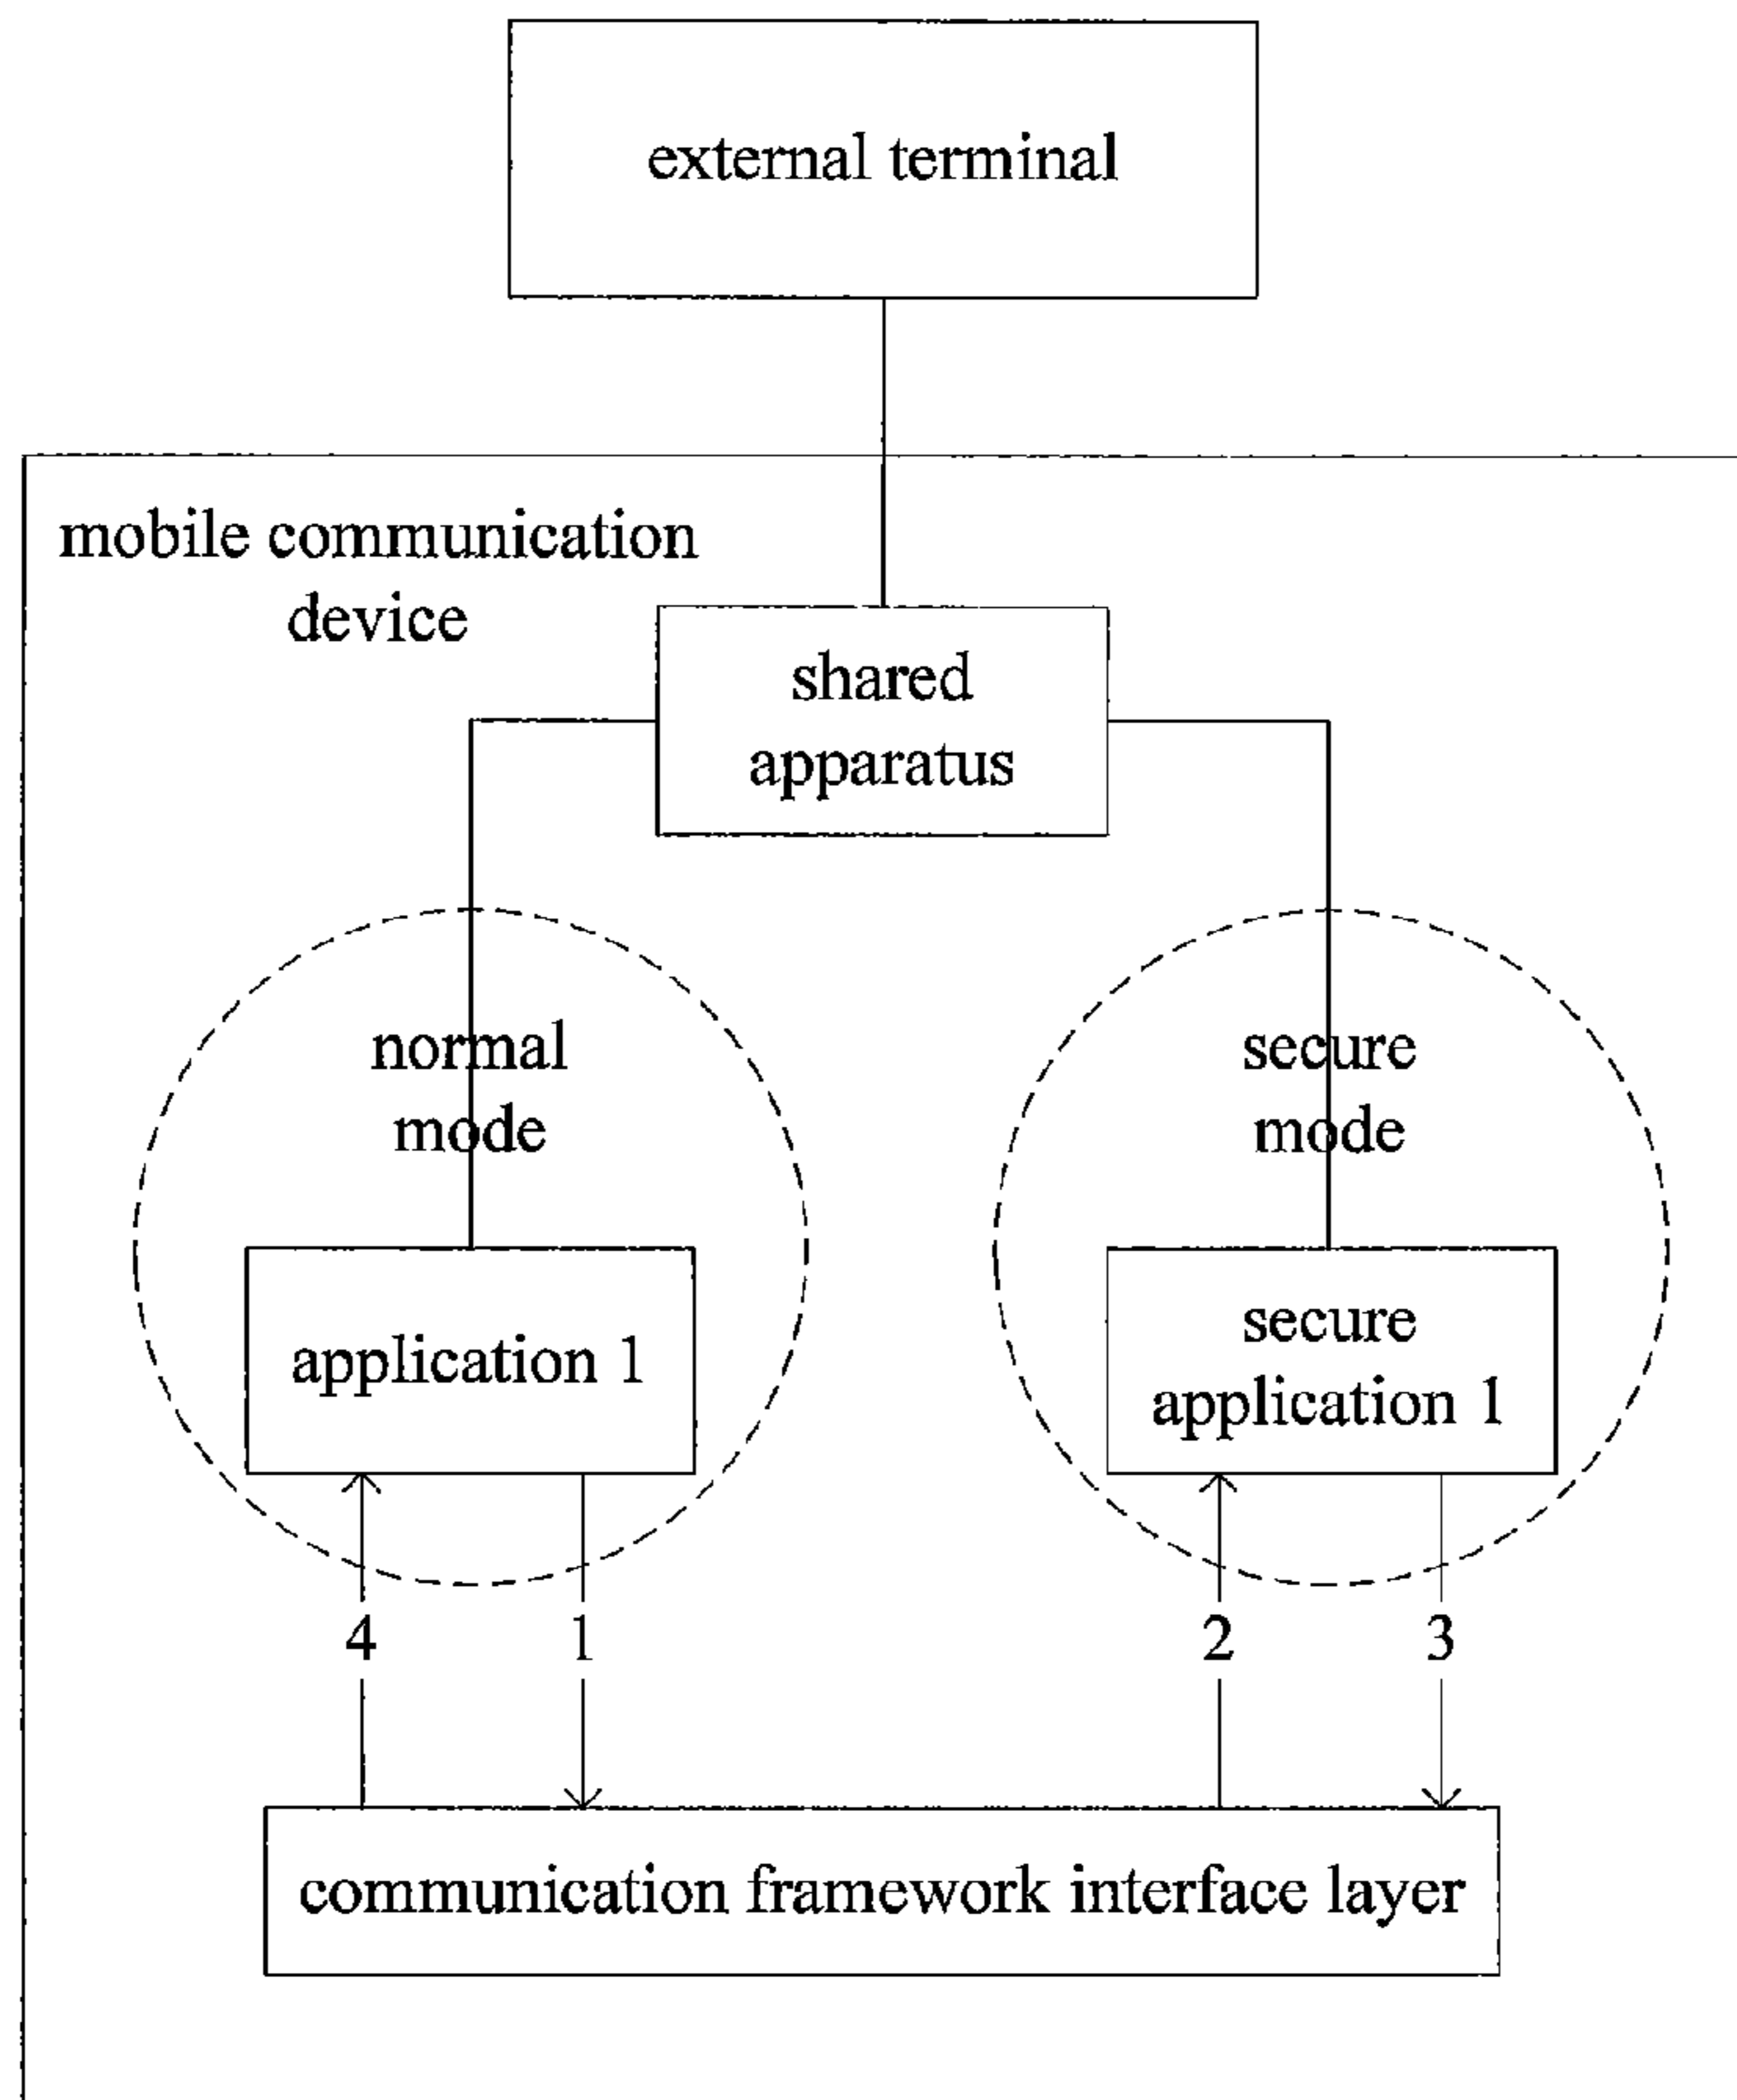 external terminal
mobile communication
device
shared
apparatus
normal
mode
secure
mode
application 1
secure
application 1
4
1
2
3
communication framework interface layer